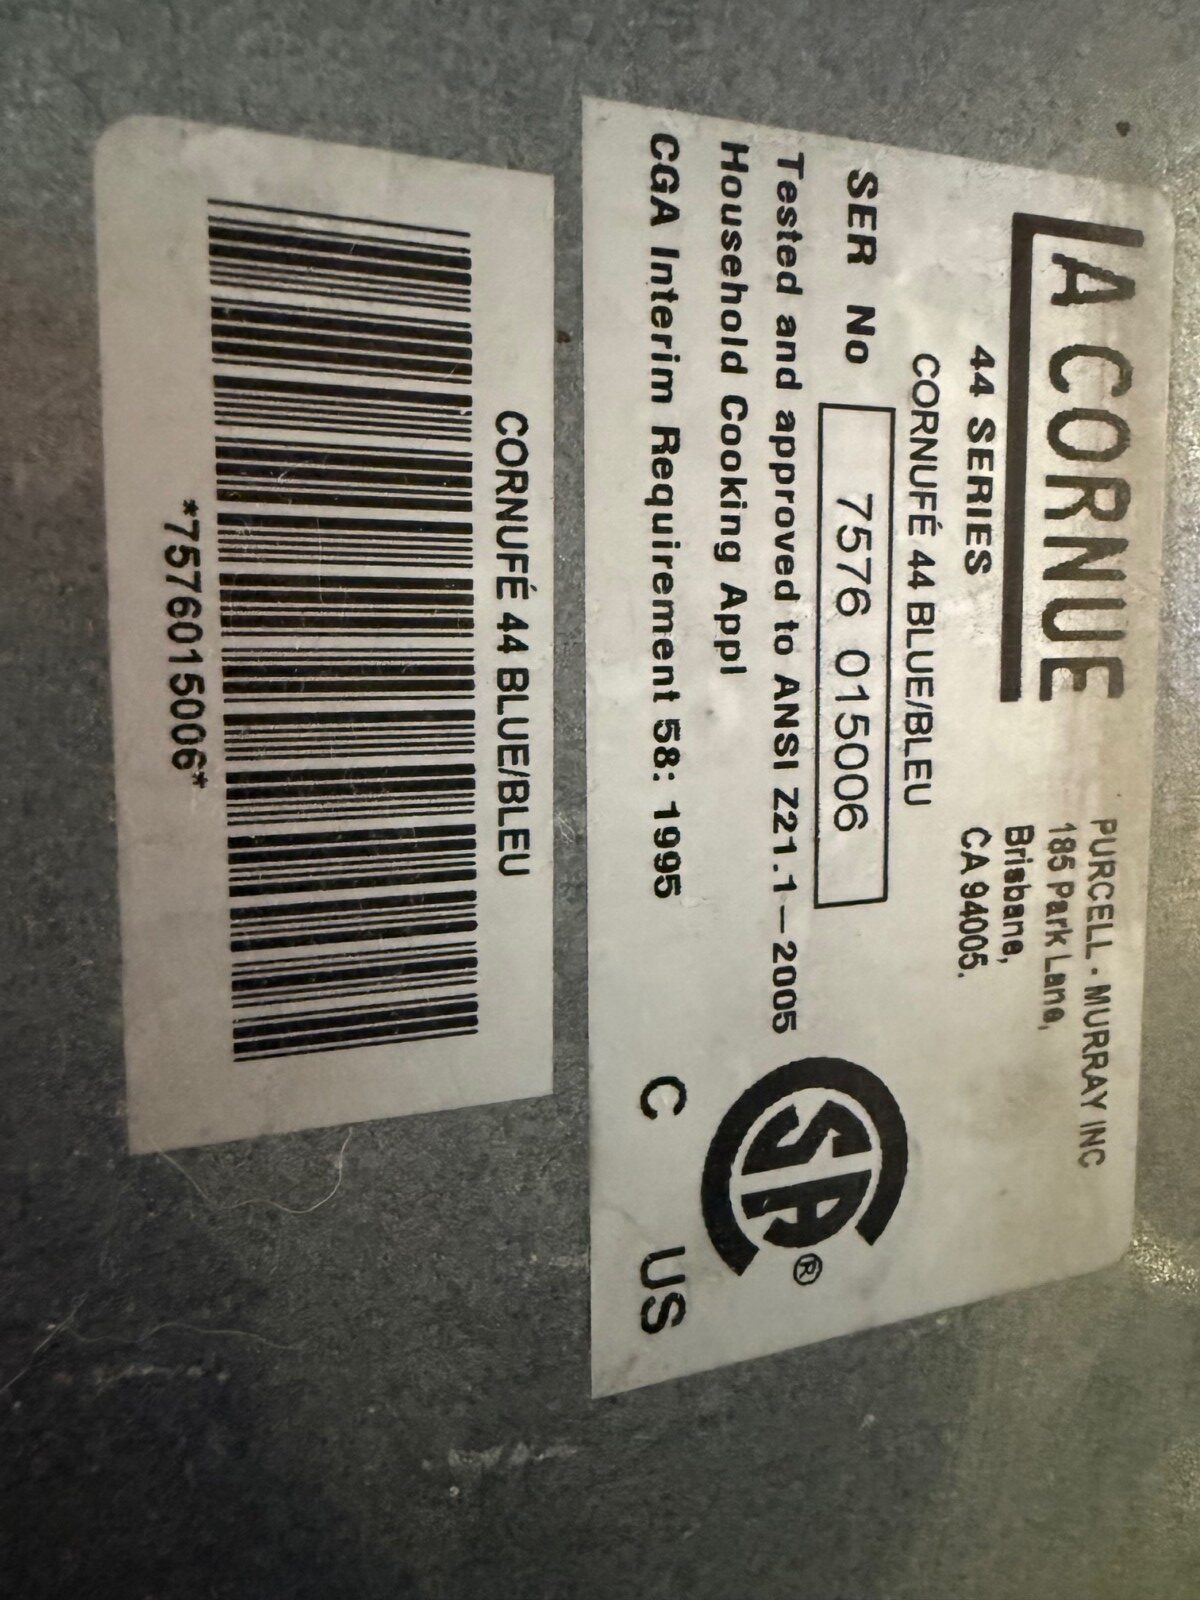 LA CORNUE
PURCELL - MURRAY INC
185 Park Lane,
Brisbane,
CA 94005.
44 SERIES
CORNUFÉ 44 BLUE/BLEU
SER No 7576 015006
Tested and approved to ANSI Z21.1-2005
Household Cooking Appl
CGA Interim Requirement 58: 1995
SP®
C US
CORNUFÉ 44 BLUE/BLEU
*7576015006*